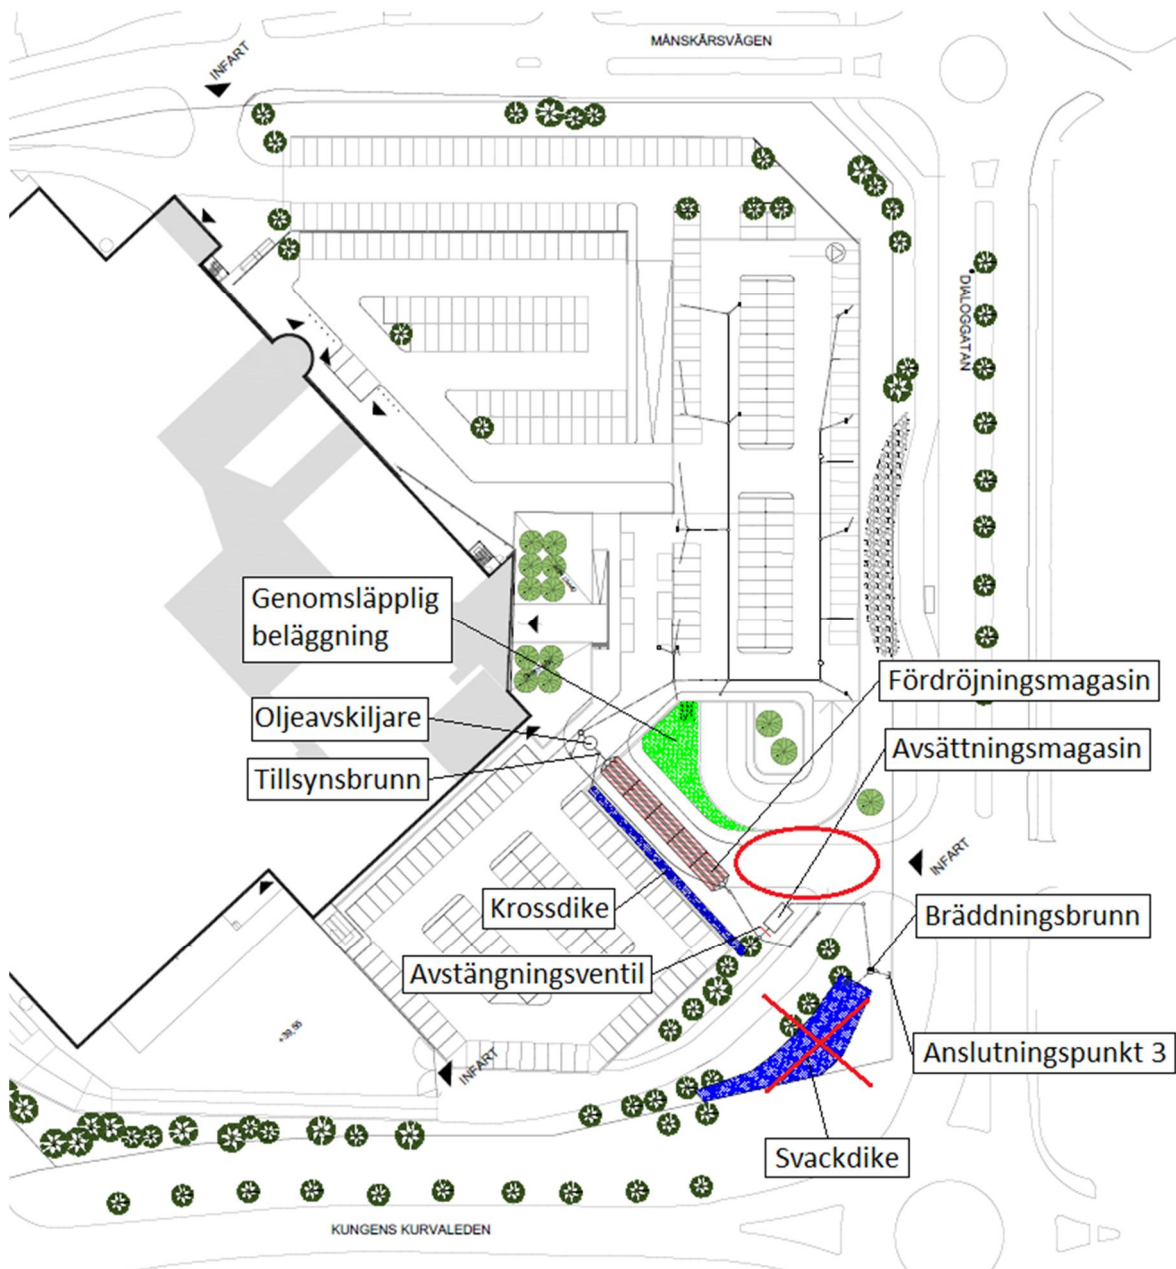 MÅNSKÄRSVÄGEN
INFART
DIALOGGATAN
Genomsläpplig
beläggning
Fördröjningsmagasin
Oljeavskiljare
Avsättningsmagasin
Tillsynsbrunn
INFART
Krossdike
Bräddningsbrunn
Avstängningsventil
+39,95
INFART
Anslutningspunkt 3
Svackdike
KUNGENS KURVALEDEN